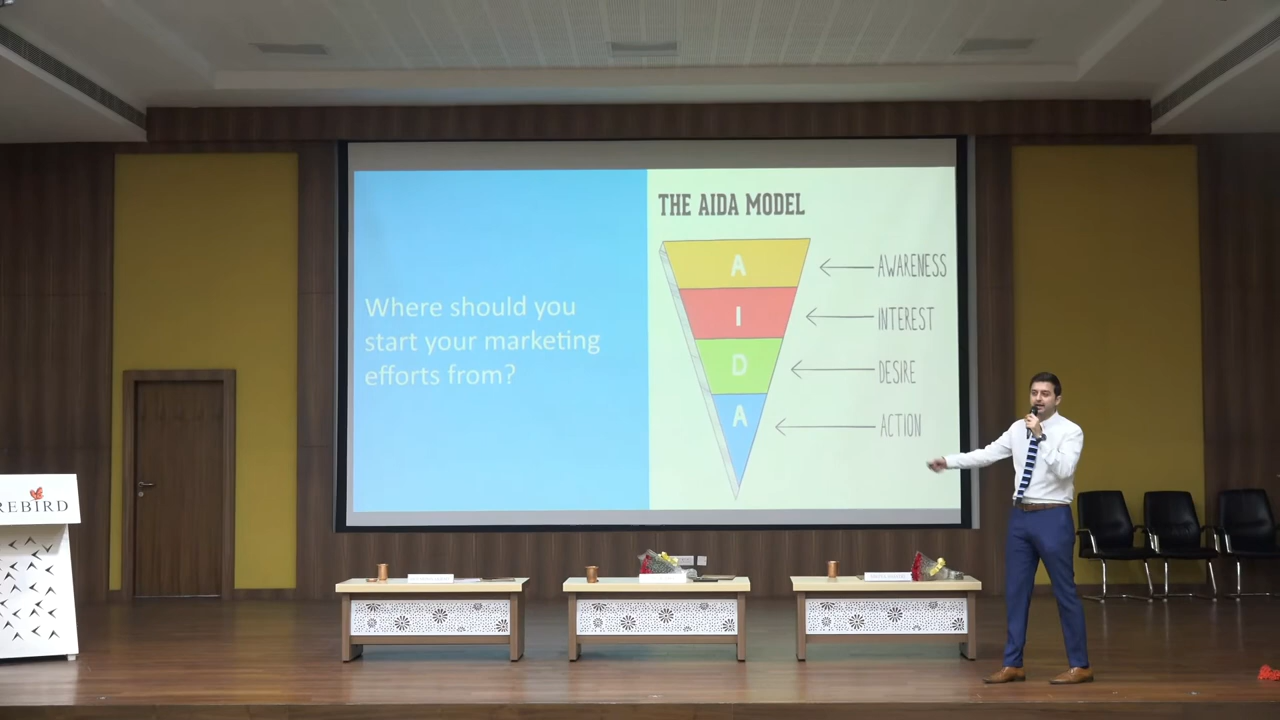 THE AIDA MODEL
Where should you
start your marketing
efforts from?
A
AWARENESS
I
INTEREST
D
DESIRE
A
ACTION
REBIRD